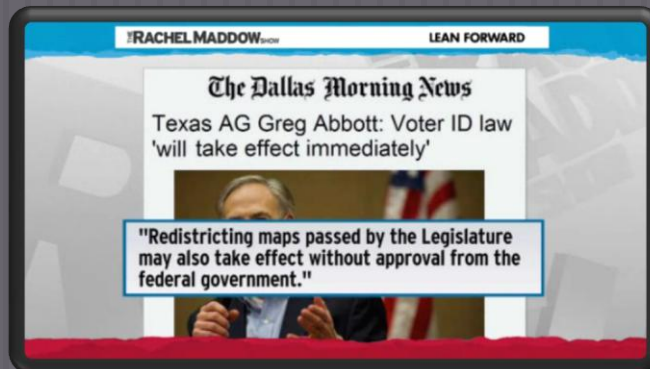 THE RACHEL MADDOW SHOW
LEAN FORWARD
The Dallas Morning News
Texas AG Greg Abbott: Voter ID law
'will take effect immediately'
"Redistricting maps passed by the Legislature
may also take effect without approval from the
federal government."